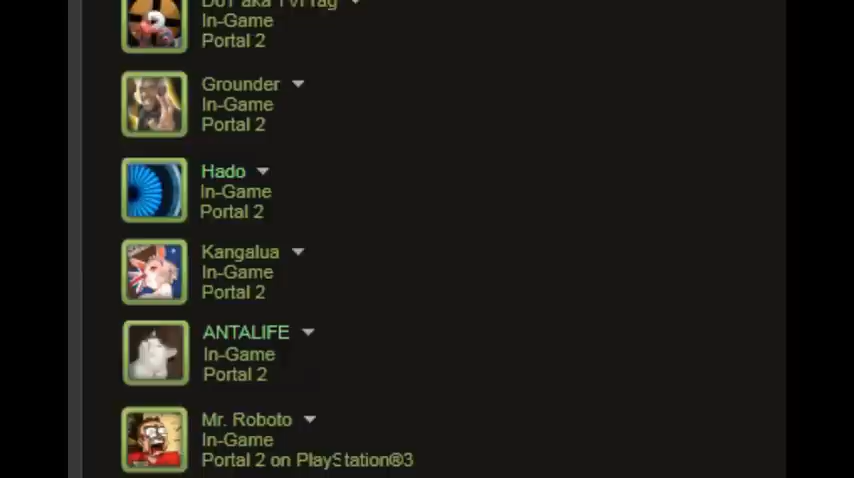 In-Game
Portal 2
Grounder
In-Game
Portal 2
Hado
In-Game
Portal 2
Kangalua
In-Game
Portal 2
ANTALIFE
In-Game
Portal 2
Mr. Roboto
In-Game
Portal 2 on PlayStation®3